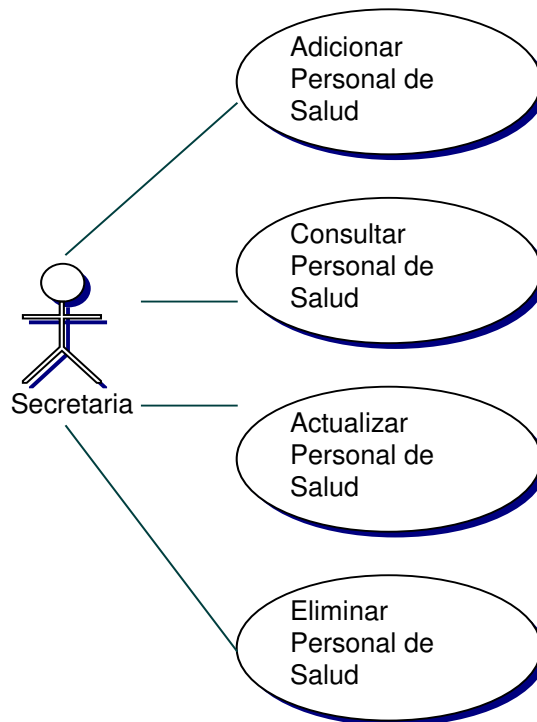 Adicionar
Personal de
Salud
Consultar
Personal de
Salud
Secretaria
Actualizar
Personal de
Salud
Eliminar
Personal de
Salud